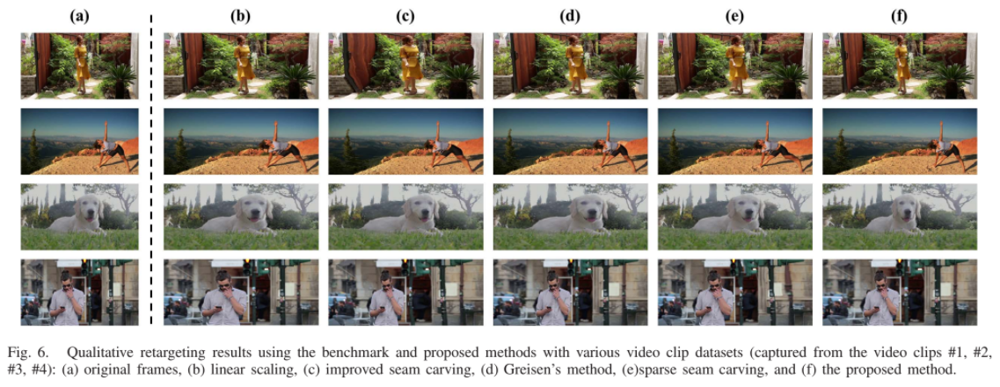 (a) (b) (c) (d) (e) (f)
Fig. 6. Qualitative retargeting results using the benchmark and proposed methods with various video clip datasets (captured from the video clips #1, #2,
#3, #4): (a) original frames, (b) linear scaling, (c) improved seam carving, (d) Greisen's method, (e)sparse seam carving, and (f) the proposed method.